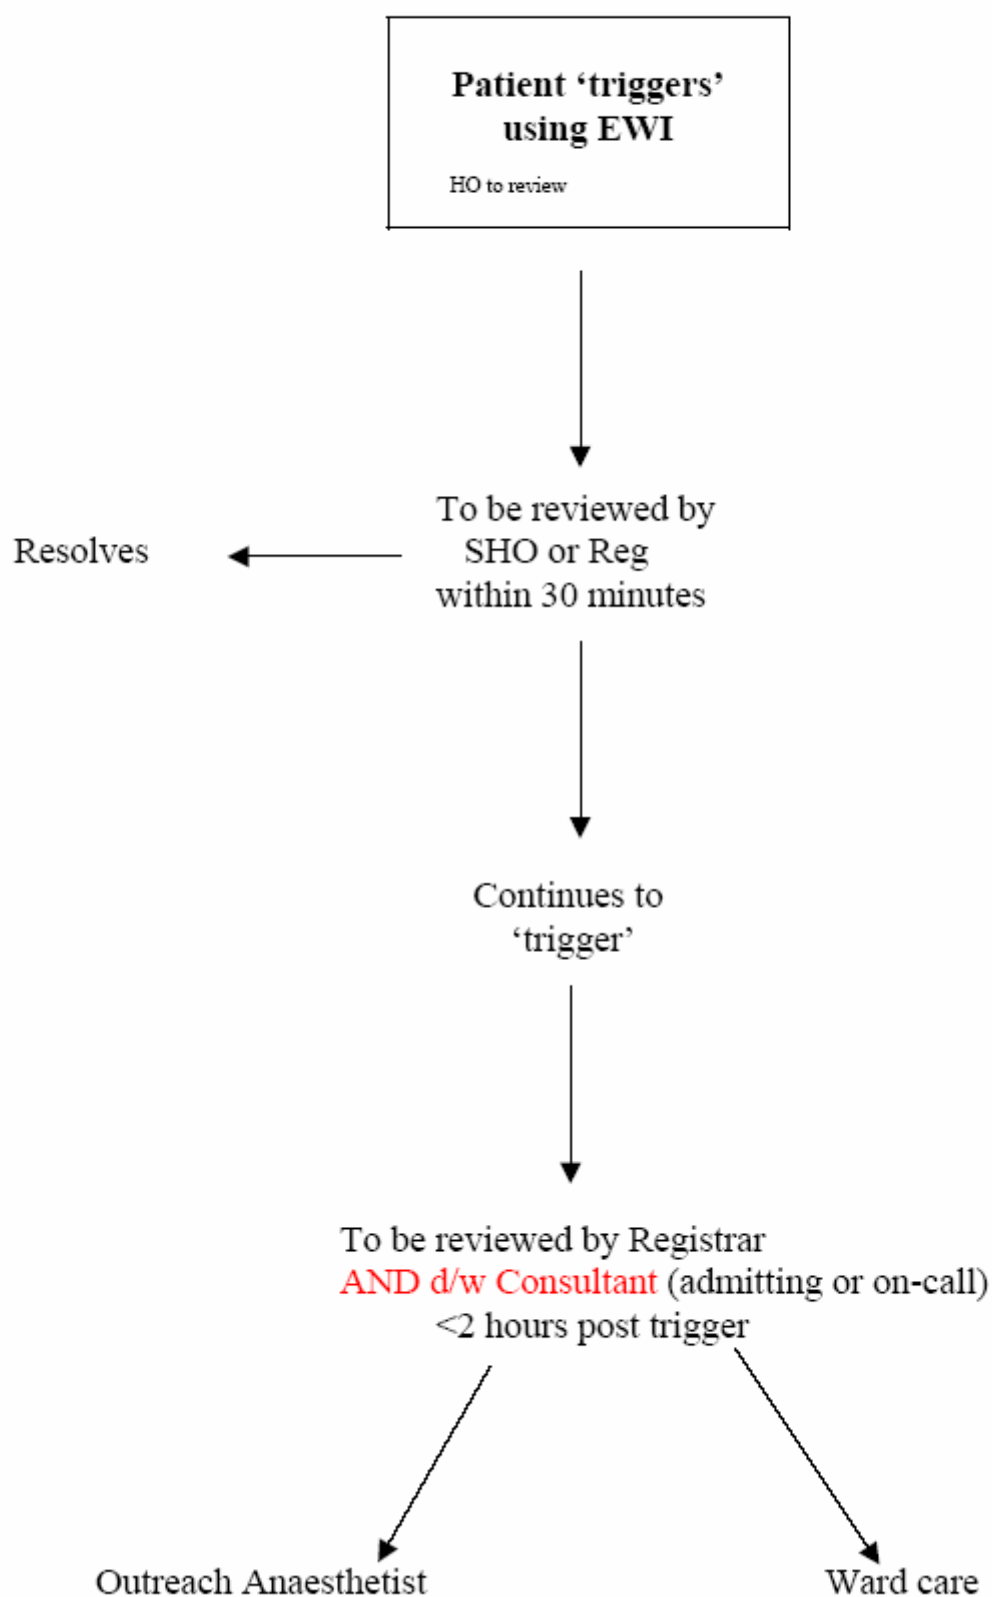 Patient ‘triggers’
using EWI
HO to review
To be reviewed by
SHO or Reg
within 30 minutes
Resolves
Continues to
‘trigger’
To be reviewed by Registrar
AND d/w Consultant (admitting or on-call)
<2 hours post trigger
Outreach Anaesthetist
Ward care